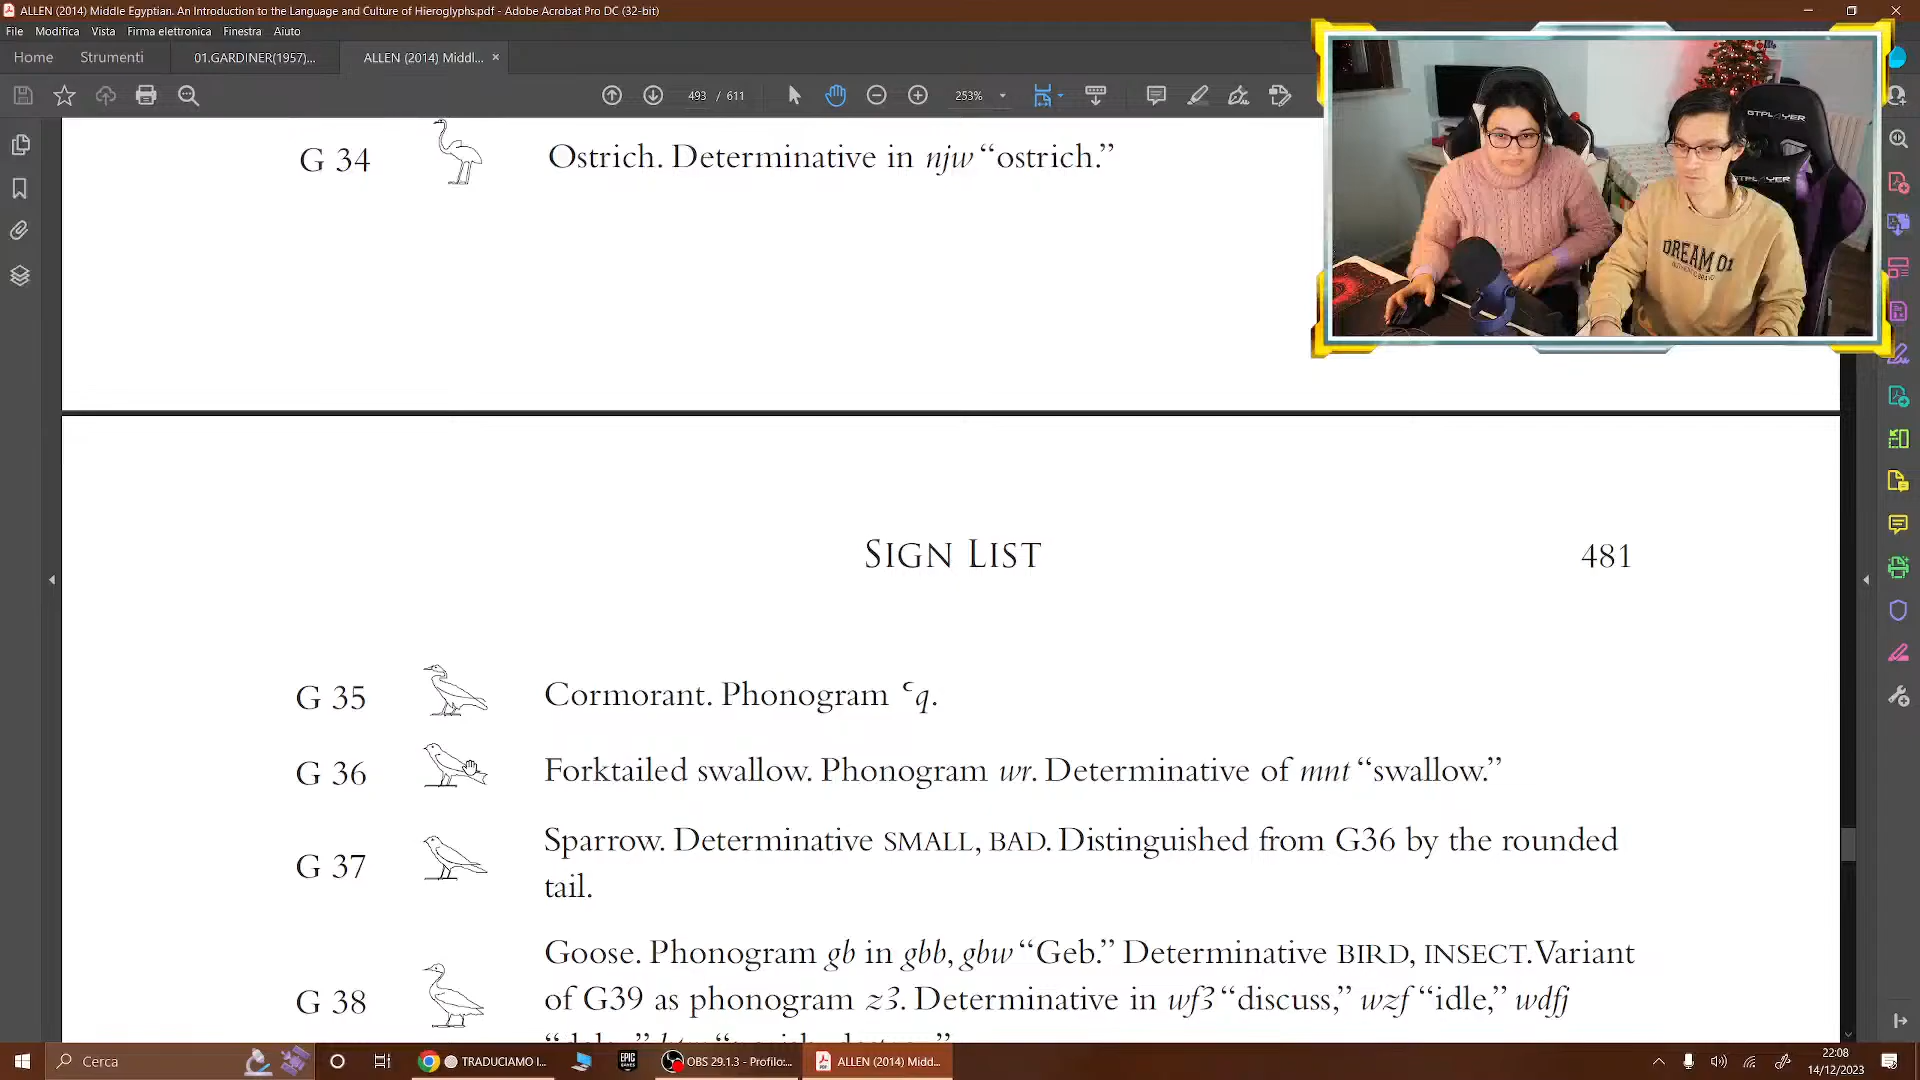 ALLEN (2014) Middle Egyptian. An Introduction to the Language and Culture of Hieroglyphs.pdf - Adobe Acrobat Pro DC (32-bit)
File Modifica Vista Firma elettronica Finestra Aiuto
Home Strumenti 01.GARDINER(1957)... ALLEN (2014) Middl... ×
493 / 611 253%
G 34 Ostrich. Determinative in njw “ostrich.”
SIGN LIST 481
G 35 Cormorant. Phonogram ꜥq.
G 36 Forktailed swallow. Phonogram wr. Determinative of mnt “swallow.”
G 37 Sparrow. Determinative SMALL, BAD. Distinguished from G36 by the rounded
tail.
Goose. Phonogram gb in gbb, gbw “Geb.” Determinative BIRD, INSECT. Variant
G 38 of G39 as phonogram z3. Determinative in wf3 “discuss,” wzf “idle,” wdfj
GTPLAYER
GTPLAYER
DREAM 01
Cerca
EPIC GAMES
TRADUCIAMO I...
OBS 29.1.3 - Profilo:...
ALLEN (2014) Midd...
22:08
14/12/2023